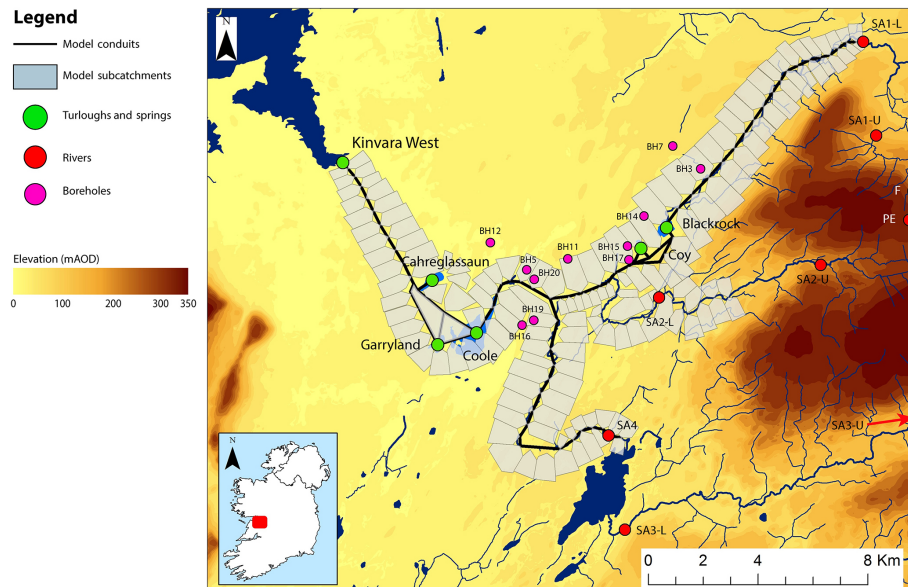 Legend
Model conduits
Model subcatchments
Turloughs and springs
Rivers
Boreholes
Elevation (mAOD)
0 100 200 300 350
N
SA1-L
SA1-U
BH7
Kinvara West
BH3
F
PE
BH14
Blackrock
BH12
BH15
Coy
BH11
BH17
Cahreglassaun
BH5
BH20
SA2-U
SA2-L
BH19
BH16
Garryland
Coole
SA4
SA3-U
N
SA3-L
0 2 4 8 Km